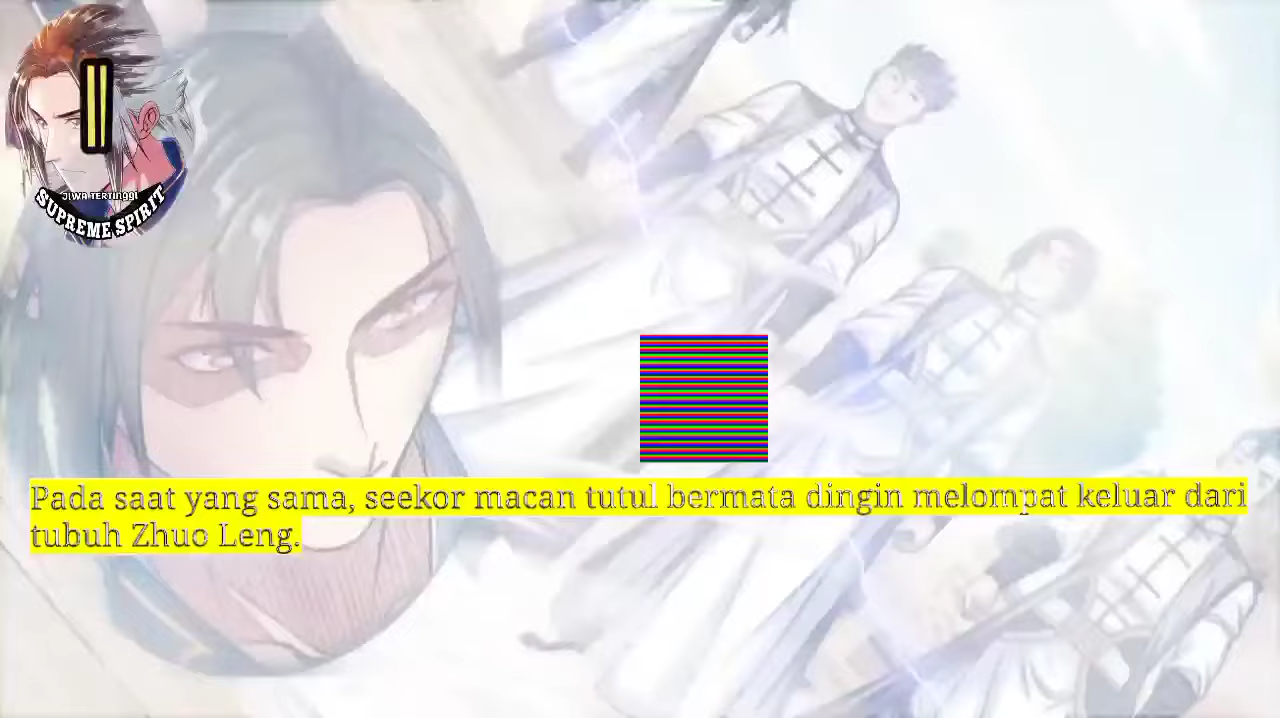 JIWA TERTINGGI
SUPREME SPIRIT
Pada saat yang sama, seekor macan tutul bermata dingin melompat keluar dari
tubuh Zhuo Leng.